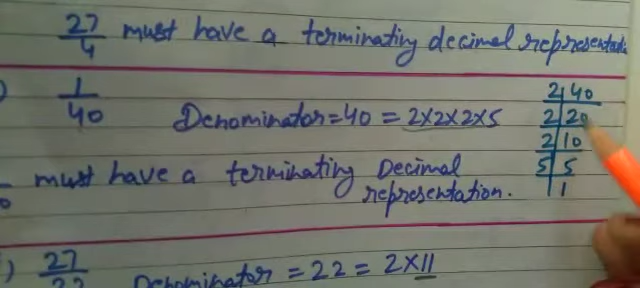 27/4 must have a terminating decimal
) 1/40 Denominator = 40 = 2×2×2×5
2 | 40
2 | 20
2 | 10
5 | 5
1
must have a terminating Decimal
representation.
) 27/22 Denominator = 22 = 2×11